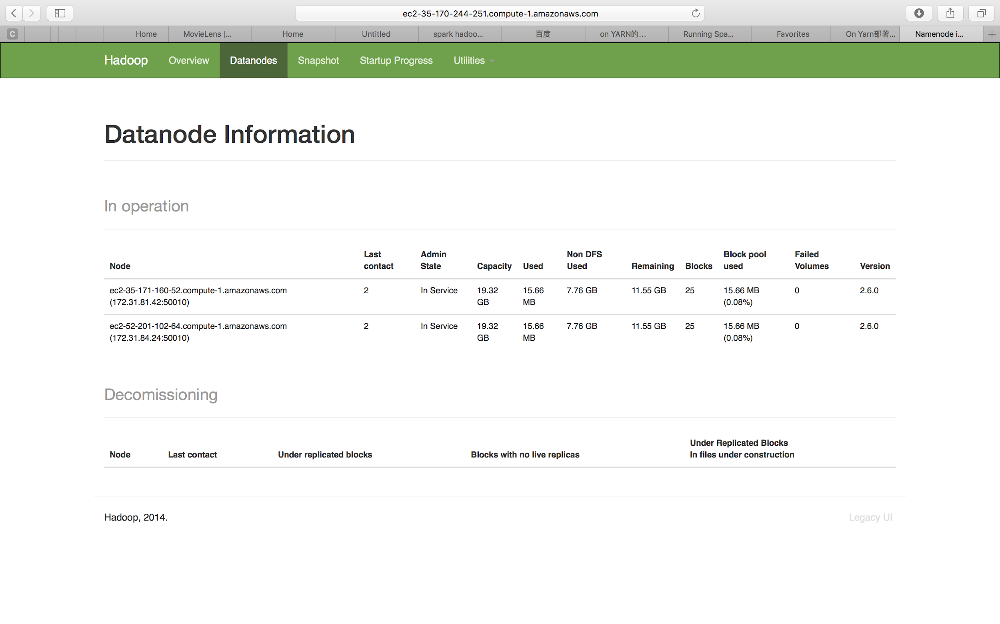 ec2-35-170-244-251.compute-1.amazonaws.com
C Home MovieLens |... Home Untitled spark hadoo... 百度 on YARN的... Running Spa... Favorites On Yarn部署... Namenode i...
Hadoop Overview Datanodes Snapshot Startup Progress Utilities
Datanode Information
In operation
Last Admin Non DFS Block pool Failed
Node contact State Capacity Used Used Remaining Blocks used Volumes Version
ec2-35-171-160-52.compute-1.amazonaws.com 2 In Service 19.32 15.66 7.76 GB 11.55 GB 25 15.66 MB 0 2.6.0
(172.31.81.42:50010) GB MB (0.08%)
ec2-52-201-102-64.compute-1.amazonaws.com 2 In Service 19.32 15.66 7.76 GB 11.55 GB 25 15.66 MB 0 2.6.0
(172.31.84.24:50010) GB MB (0.08%)
Decomissioning
Under Replicated Blocks
Node Last contact Under replicated blocks Blocks with no live replicas In files under construction
Hadoop, 2014. Legacy UI